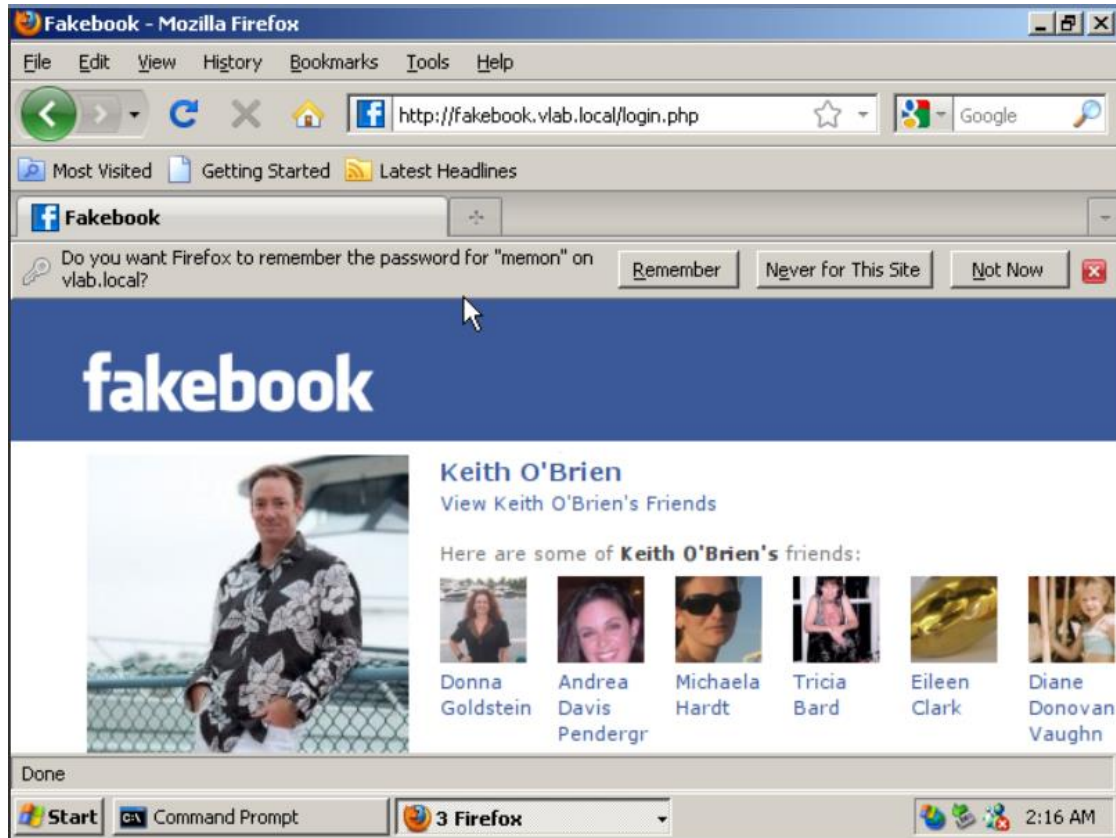 Fakebook - Mozilla Firefox
File Edit View History Bookmarks Tools Help
http://fakebook.vlab.local/login.php
Google
Most Visited Getting Started Latest Headlines
Fakebook
Do you want Firefox to remember the password for "memon" on
vlab.local?
Remember Never for This Site Not Now
fakebook
Keith O'Brien
View Keith O'Brien's Friends
Here are some of Keith O'Brien's friends:
Donna
Goldstein
Andrea
Davis
Pendergr
Michaela
Hardt
Tricia
Bard
Eileen
Clark
Diane
Donovan
Vaughn
Done
Start Command Prompt 3 Firefox 2:16 AM